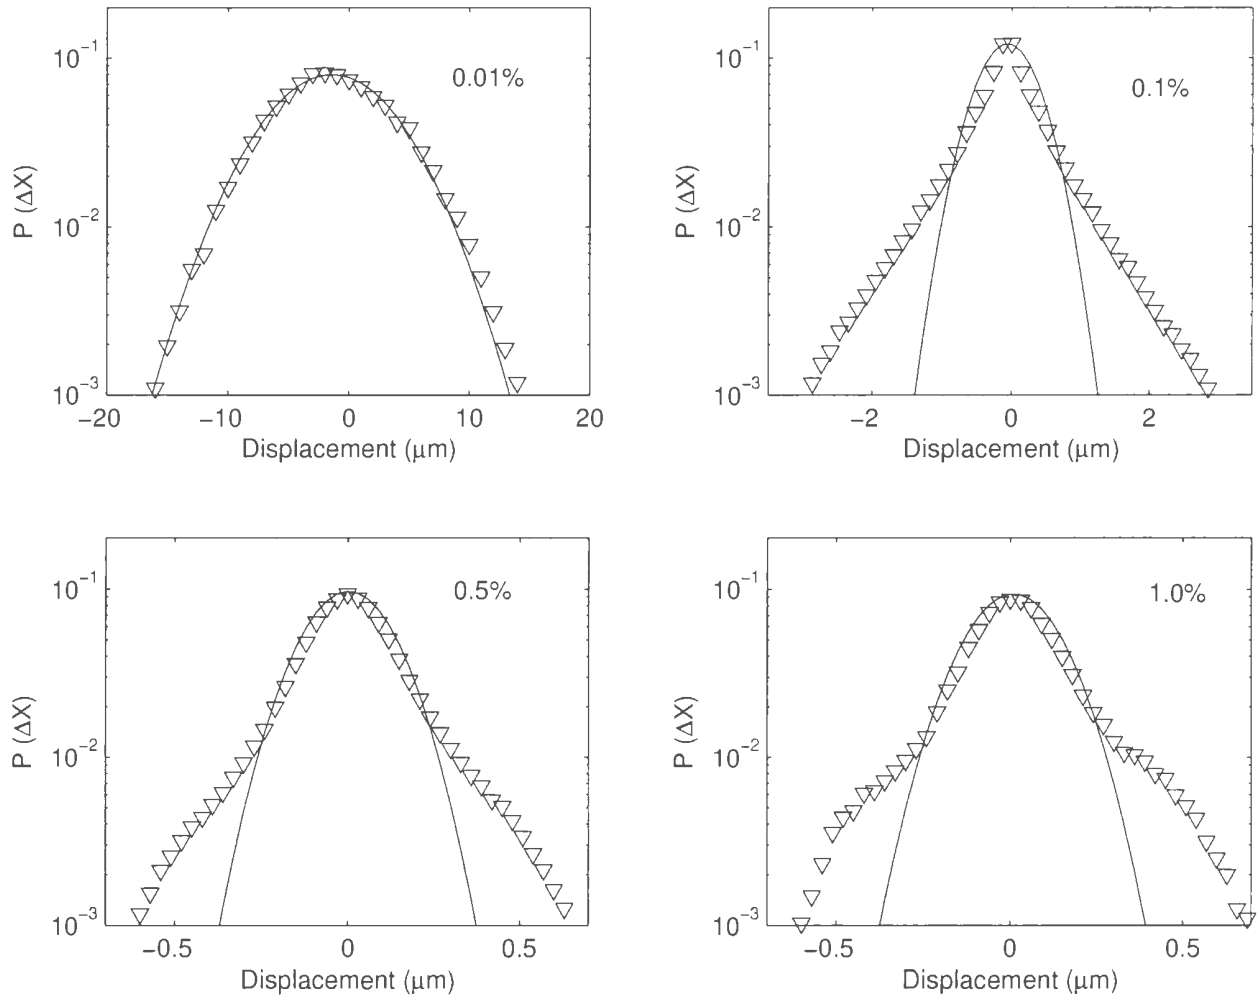 0.01%
P (ΔX)
10⁻¹
10⁻²
10⁻³
−20 −10 0 10 20
Displacement (μm)
0.1%
P (ΔX)
10⁻¹
10⁻²
10⁻³
−2 0 2
Displacement (μm)
0.5%
P (ΔX)
10⁻¹
10⁻²
10⁻³
−0.5 0 0.5
Displacement (μm)
1.0%
P (ΔX)
10⁻¹
10⁻²
10⁻³
−0.5 0 0.5
Displacement (μm)